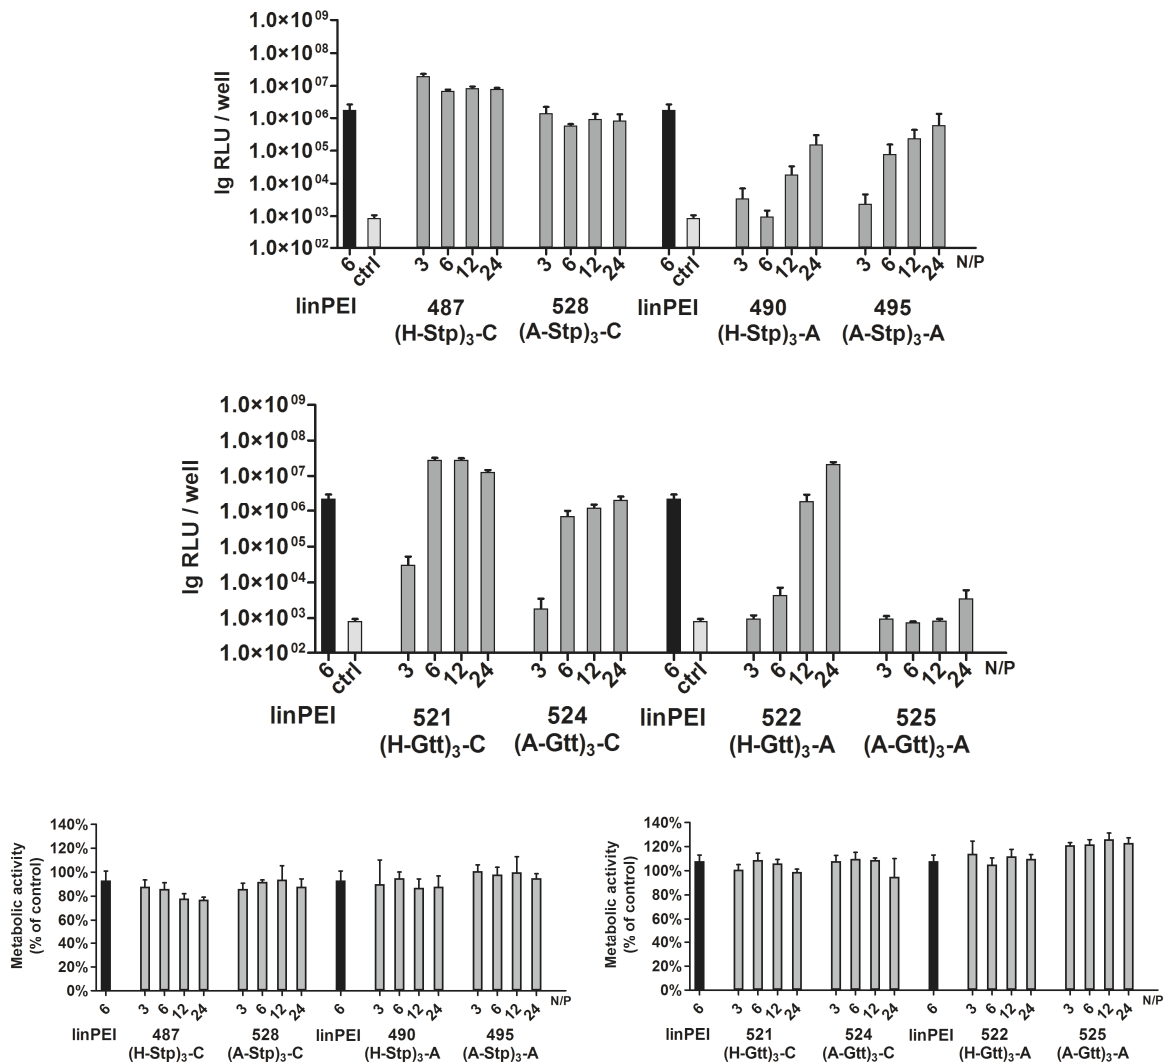 1.0×10⁰⁹
1.0×10⁰⁸
1.0×10⁰⁷
1.0×10⁰⁶
1.0×10⁰⁵
1.0×10⁰⁴
1.0×10⁰³
1.0×10⁰²
lg RLU / well
6 ctrl 3 6 12 24 3 6 12 24 6 ctrl 3 6 12 24 3 6 12 24 N/P
linPEI 487 528 linPEI 490 495
(H-Stp)₃-C (A-Stp)₃-C (H-Stp)₃-A (A-Stp)₃-A
1.0×10⁰⁹
1.0×10⁰⁸
1.0×10⁰⁷
1.0×10⁰⁶
1.0×10⁰⁵
1.0×10⁰⁴
1.0×10⁰³
1.0×10⁰²
lg RLU / well
6 ctrl 3 6 12 24 3 6 12 24 6 ctrl 3 6 12 24 3 6 12 24 N/P
linPEI 521 524 linPEI 522 525
(H-Gtt)₃-C (A-Gtt)₃-C (H-Gtt)₃-A (A-Gtt)₃-A
140%
120%
100%
80%
60%
40%
20%
0%
Metabolic activity
(% of control)
6 3 6 12 24 3 6 12 24 6 3 6 12 24 3 6 12 24 N/P
linPEI 487 528 linPEI 490 495
(H-Stp)₃-C (A-Stp)₃-C (H-Stp)₃-A (A-Stp)₃-A
140%
120%
100%
80%
60%
40%
20%
0%
Metabolic activity
(% of control)
6 3 6 12 24 3 6 12 24 6 3 6 12 24 3 6 12 24 N/P
linPEI 521 524 linPEI 522 525
(H-Gtt)₃-C (A-Gtt)₃-C (H-Gtt)₃-A (A-Gtt)₃-A